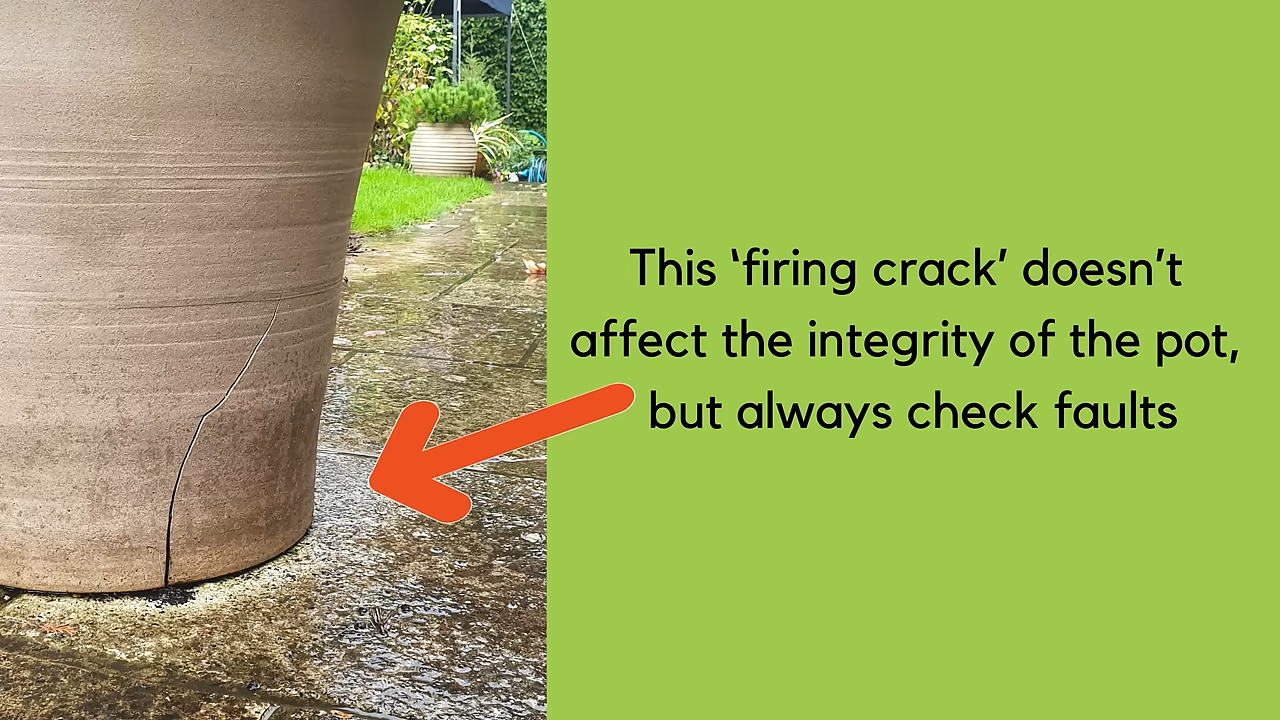 This ‘firing crack’ doesn’t
affect the integrity of the pot,
but always check faults